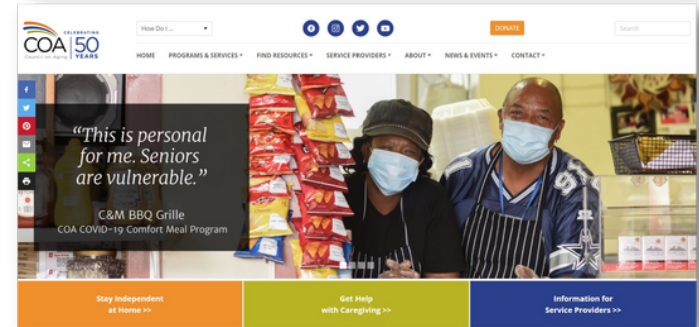 CELEBRATING
COA 50
Council on Aging YEARS
How Do I ...
DONATE
Search
HOME PROGRAMS & SERVICES FIND RESOURCES SERVICE PROVIDERS ABOUT NEWS & EVENTS CONTACT
“This is personal
for me. Seniors
are vulnerable.”
C&M BBQ Grille
COA COVID-19 Comfort Meal Program
Stay Independent
at Home >>
Get Help
with Caregiving >>
Information for
Service Providers >>